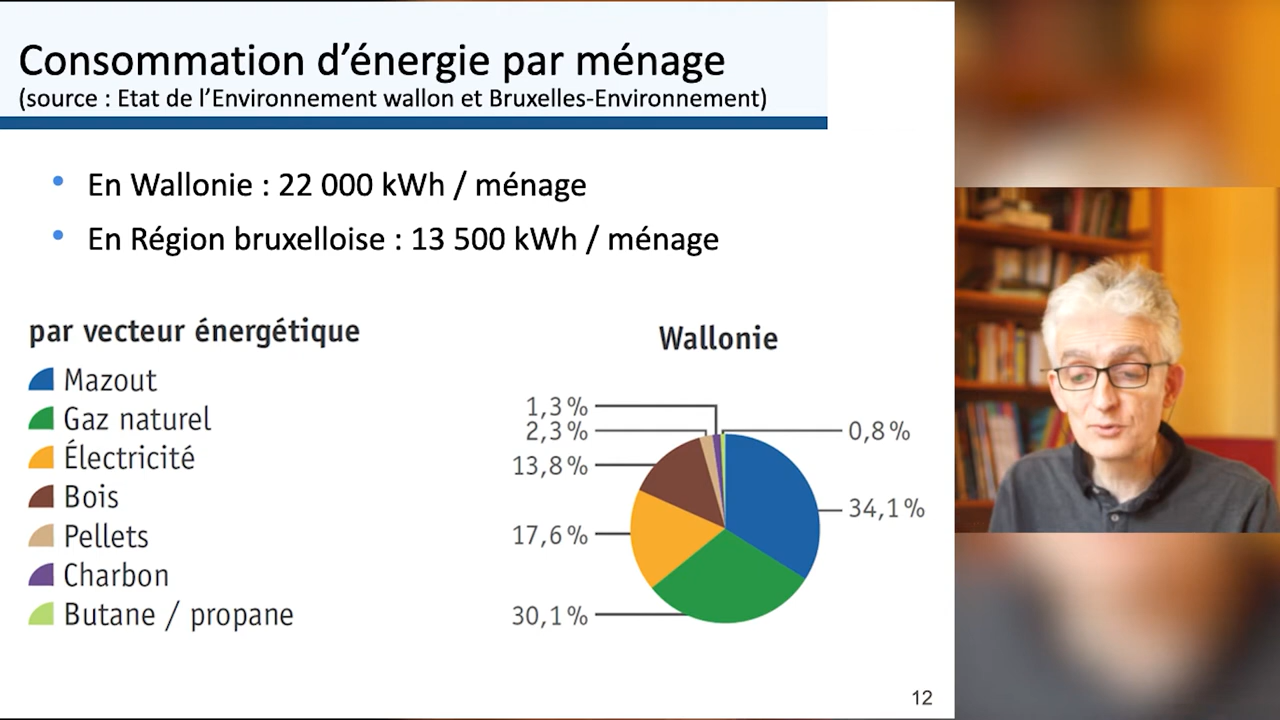 Consommation d’énergie par ménage
(source : Etat de l’Environnement wallon et Bruxelles-Environnement)
• En Wallonie : 22 000 kWh / ménage
• En Région bruxelloise : 13 500 kWh / ménage
par vecteur énergétique
Mazout
Gaz naturel
Électricité
Bois
Pellets
Charbon
Butane / propane
Wallonie
1,3 %
2,3 %
13,8 %
17,6 %
30,1 %
0,8 %
34,1 %
12